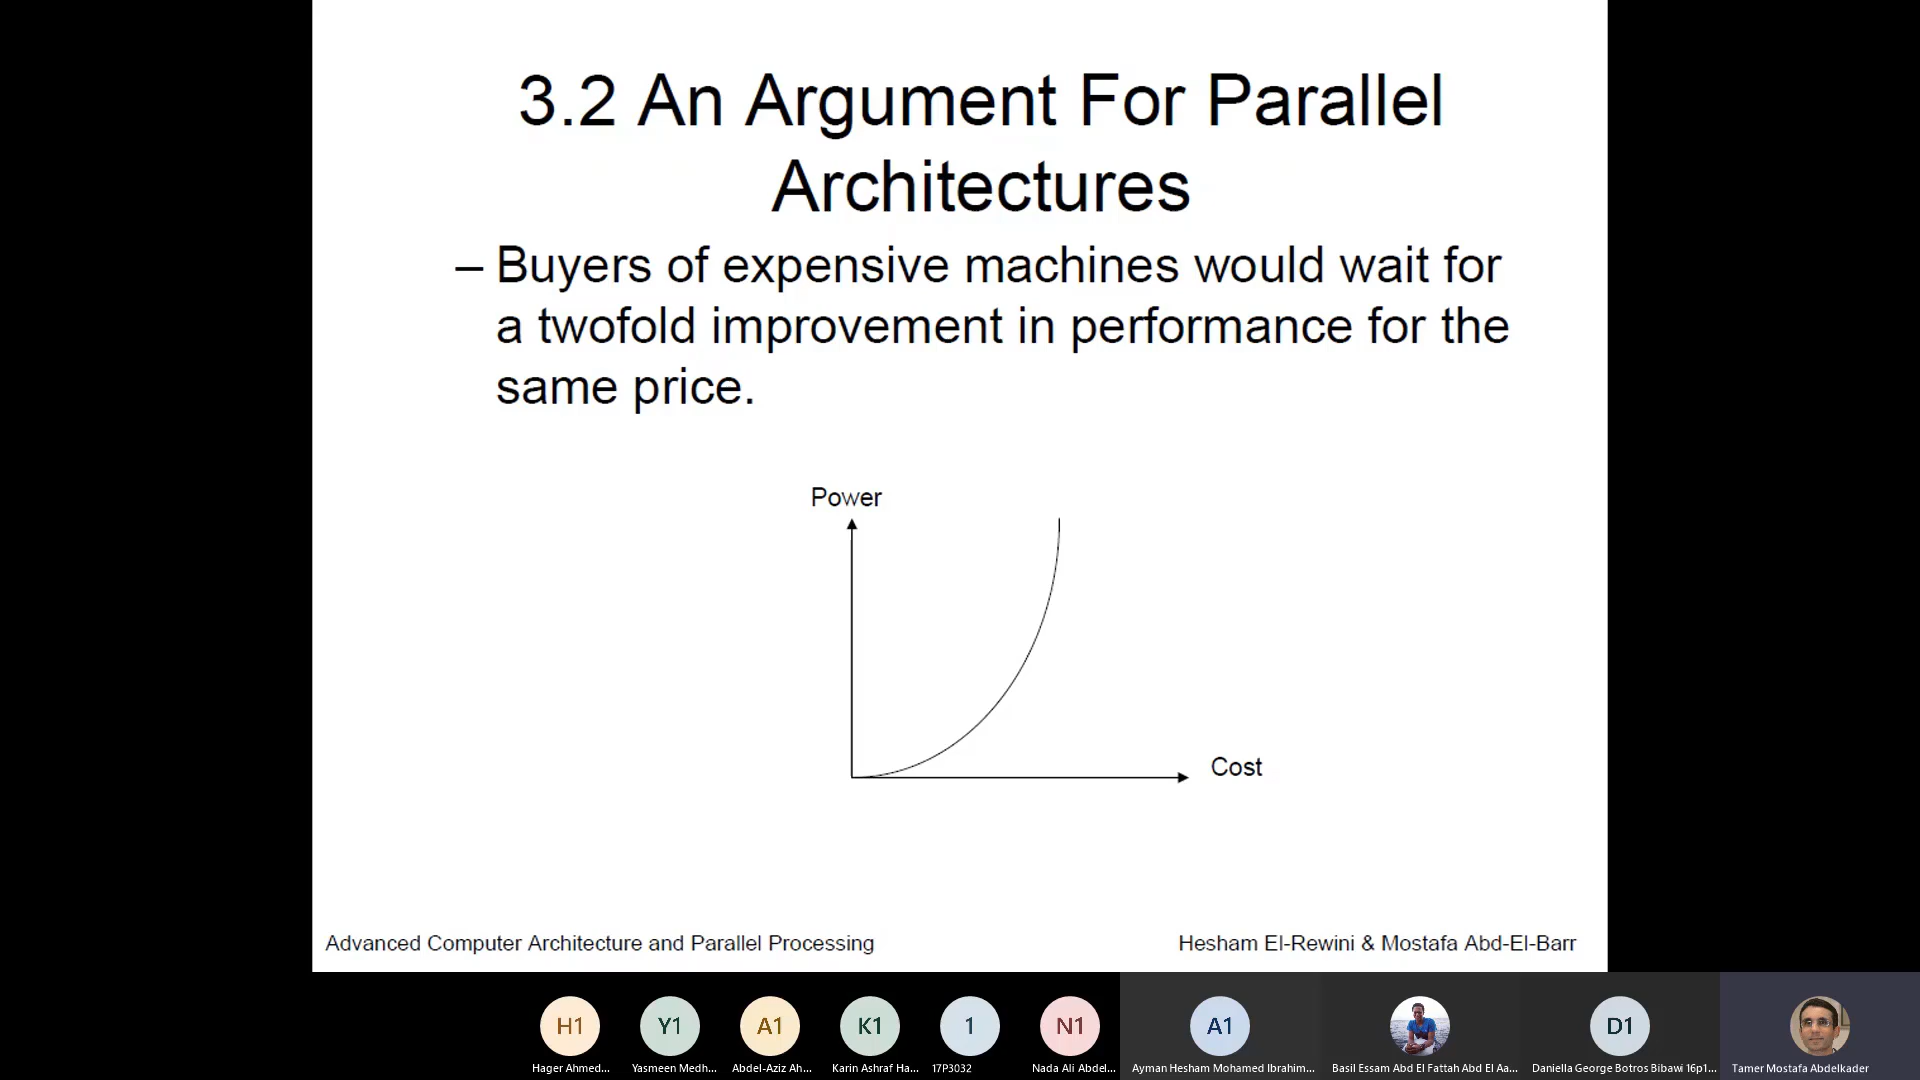 3.2 An Argument For Parallel
Architectures
– Buyers of expensive machines would wait for
a twofold improvement in performance for the
same price.
Power
Cost
Advanced Computer Architecture and Parallel Processing
Hesham El-Rewini & Mostafa Abd-El-Barr
H1
Y1
A1
K1
1
N1
A1
D1
Hager Ahmed...
Yasmeen Medh...
Abdel-Aziz Ah...
Karin Ashraf Ha...
17P3032
Nada Ali Abdel...
Ayman Hesham Mohamed Ibrahim...
Basil Essam Abd El Fattah Abd El Aa...
Daniella George Botros Bibawi 16p1...
Tamer Mostafa Abdelkader